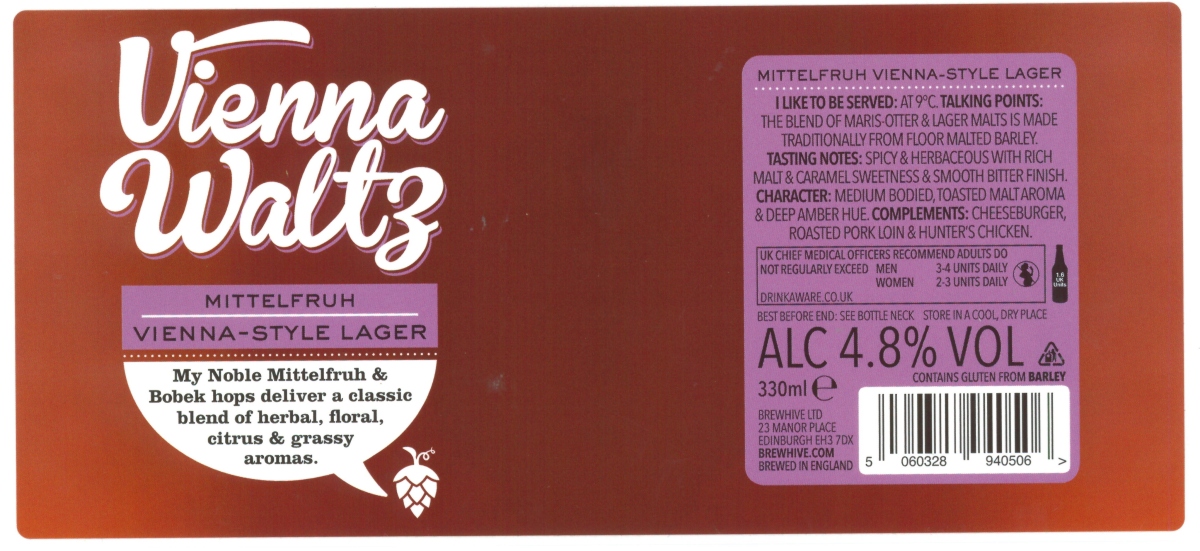 Vienna
Waltz
MITTELFRUH
VIENNA-STYLE LAGER
My Noble Mittelfruh &
Bobek hops deliver a classic
blend of herbal, floral,
citrus & grassy
aromas.
MITTELFRUH VIENNA-STYLE LAGER
I LIKE TO BE SERVED: AT 9°C. TALKING POINTS:
THE BLEND OF MARIS-OTTER & LAGER MALTS IS MADE
TRADITIONALLY FROM FLOOR MALTED BARLEY.
TASTING NOTES: SPICY & HERBACEOUS WITH RICH
MALT & CARAMEL SWEETNESS & SMOOTH BITTER FINISH.
CHARACTER: MEDIUM BODIED, TOASTED MALT AROMA
& DEEP AMBER HUE. COMPLEMENTS: CHEESEBURGER,
ROASTED PORK LOIN & HUNTER'S CHICKEN.
UK CHIEF MEDICAL OFFICERS RECOMMEND ADULTS DO
NOT REGULARLY EXCEED MEN 3-4 UNITS DAILY
WOMEN 2-3 UNITS DAILY
DRINKAWARE.CO.UK
1.6
UK
Units
BEST BEFORE END: SEE BOTTLE NECK STORE IN A COOL, DRY PLACE
ALC 4.8% VOL
CONTAINS GLUTEN FROM BARLEY
330ml e
BREWHIVE LTD
23 MANOR PLACE
EDINBURGH EH3 7DX
BREWHIVE.COM
BREWED IN ENGLAND
5 060328 940506 >